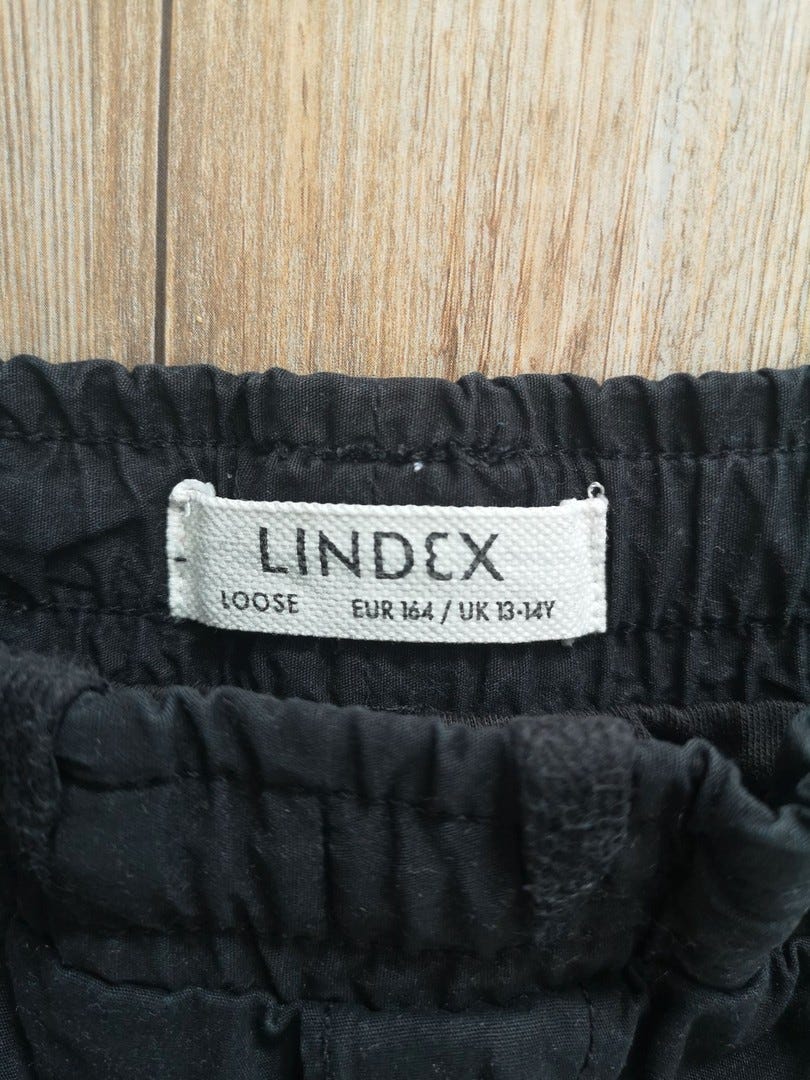 LINDEX
LOOSE EUR 164 / UK 13-14Y